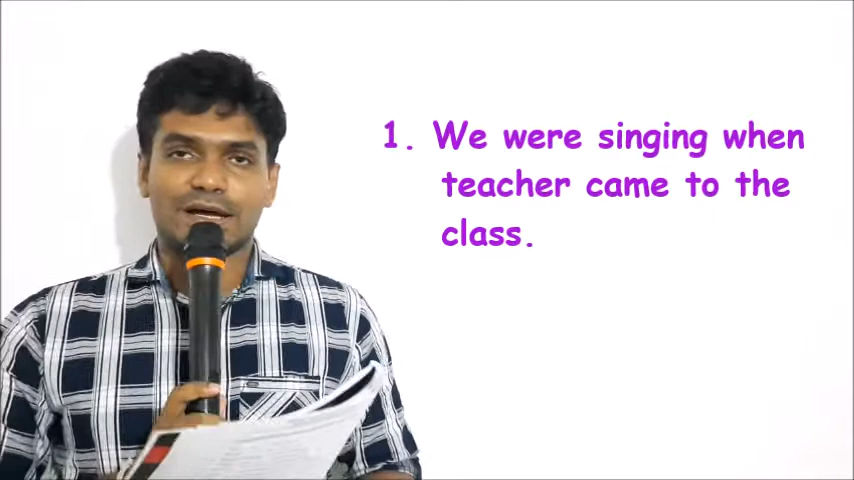 1. We were singing when
teacher came to the
class.